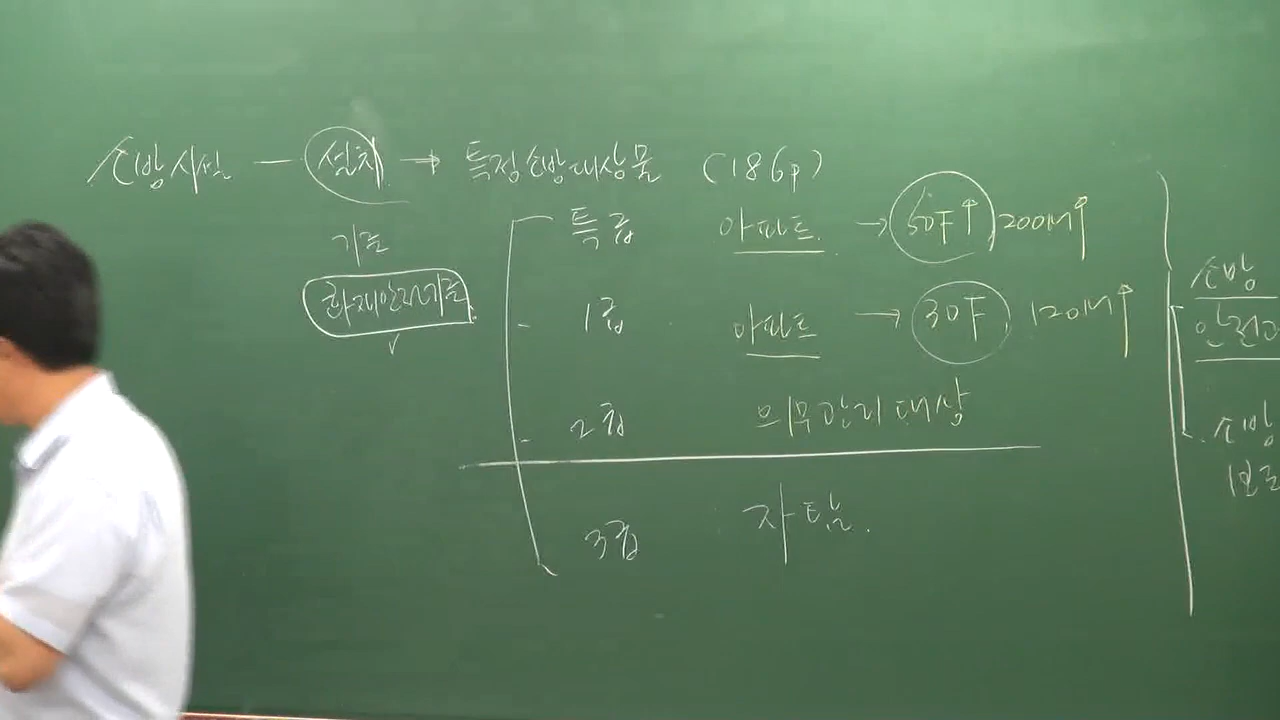 소방시설 — 설치 → 특정소방대상물 (186p)
기준
화재안전기준
특급 아파트 → 50F↑ 200M↑
1급 아파트 → 30F 120M↑
2급 의무관리대상
3급 자탐.
소방
안전
소방